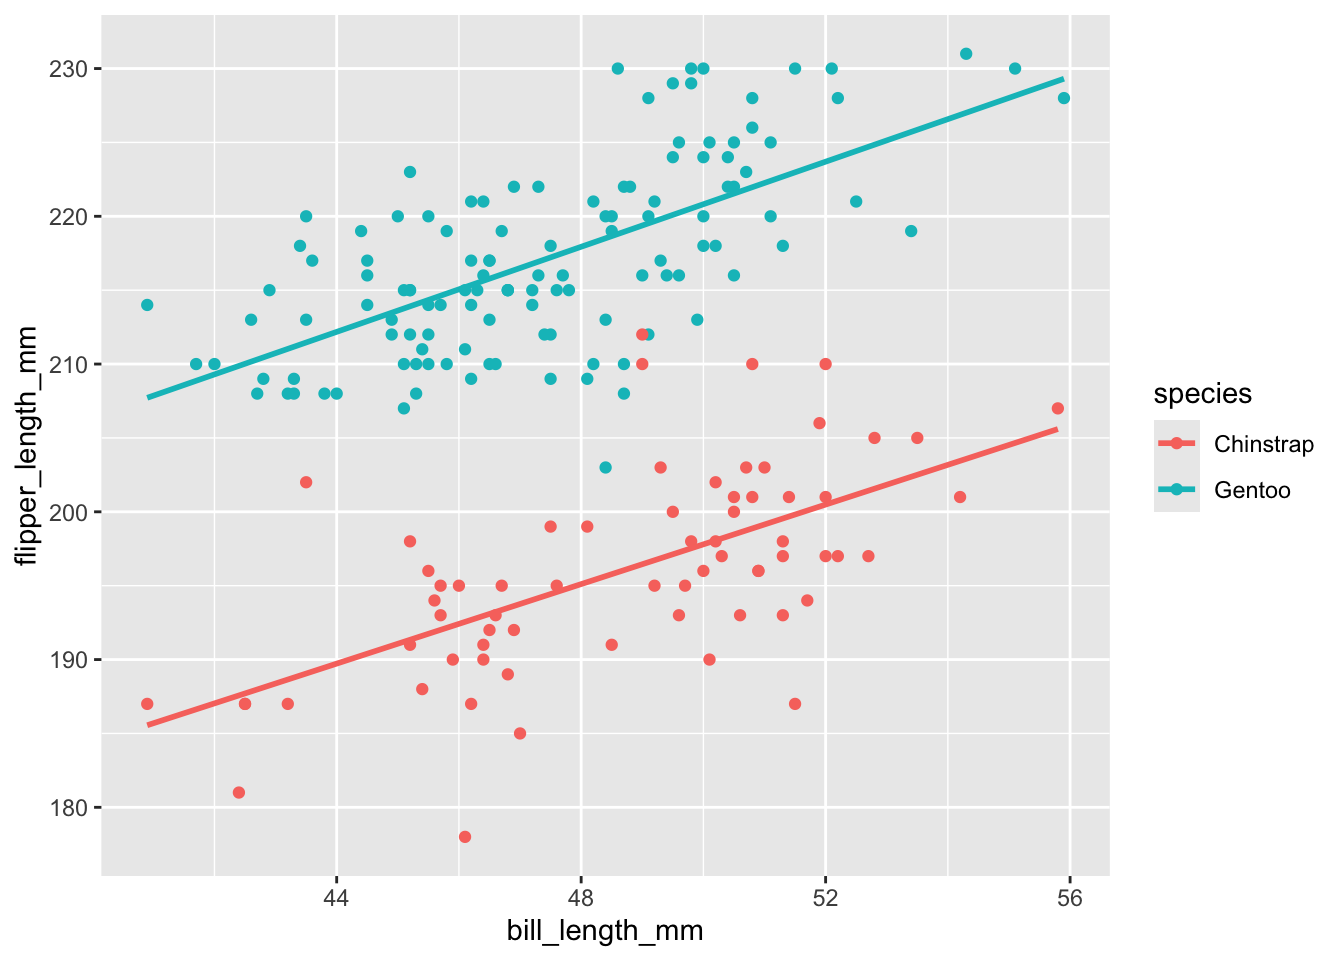 230
220
210
200
190
180
flipper_length_mm
44 48 52 56
bill_length_mm
species
Chinstrap
Gentoo